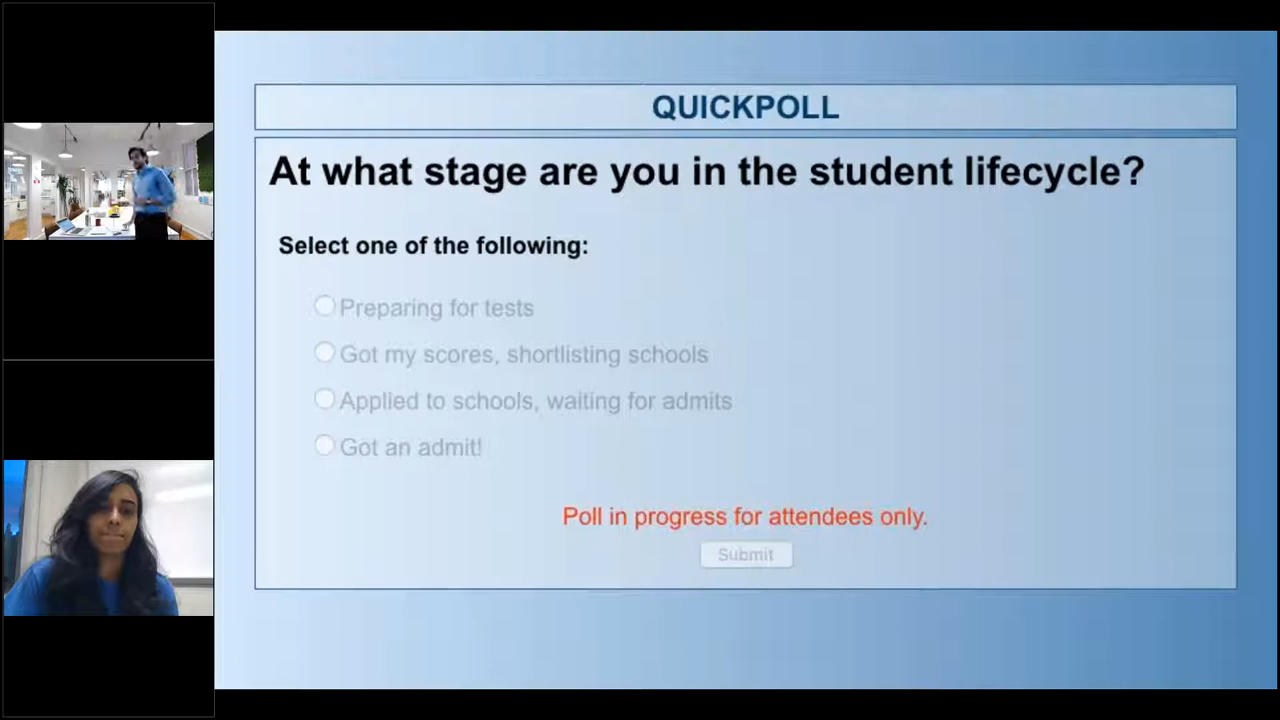 QUICKPOLL
At what stage are you in the student lifecycle?
Select one of the following:
Preparing for tests
Got my scores, shortlisting schools
Applied to schools, waiting for admits
Got an admit!
Poll in progress for attendees only.
Submit